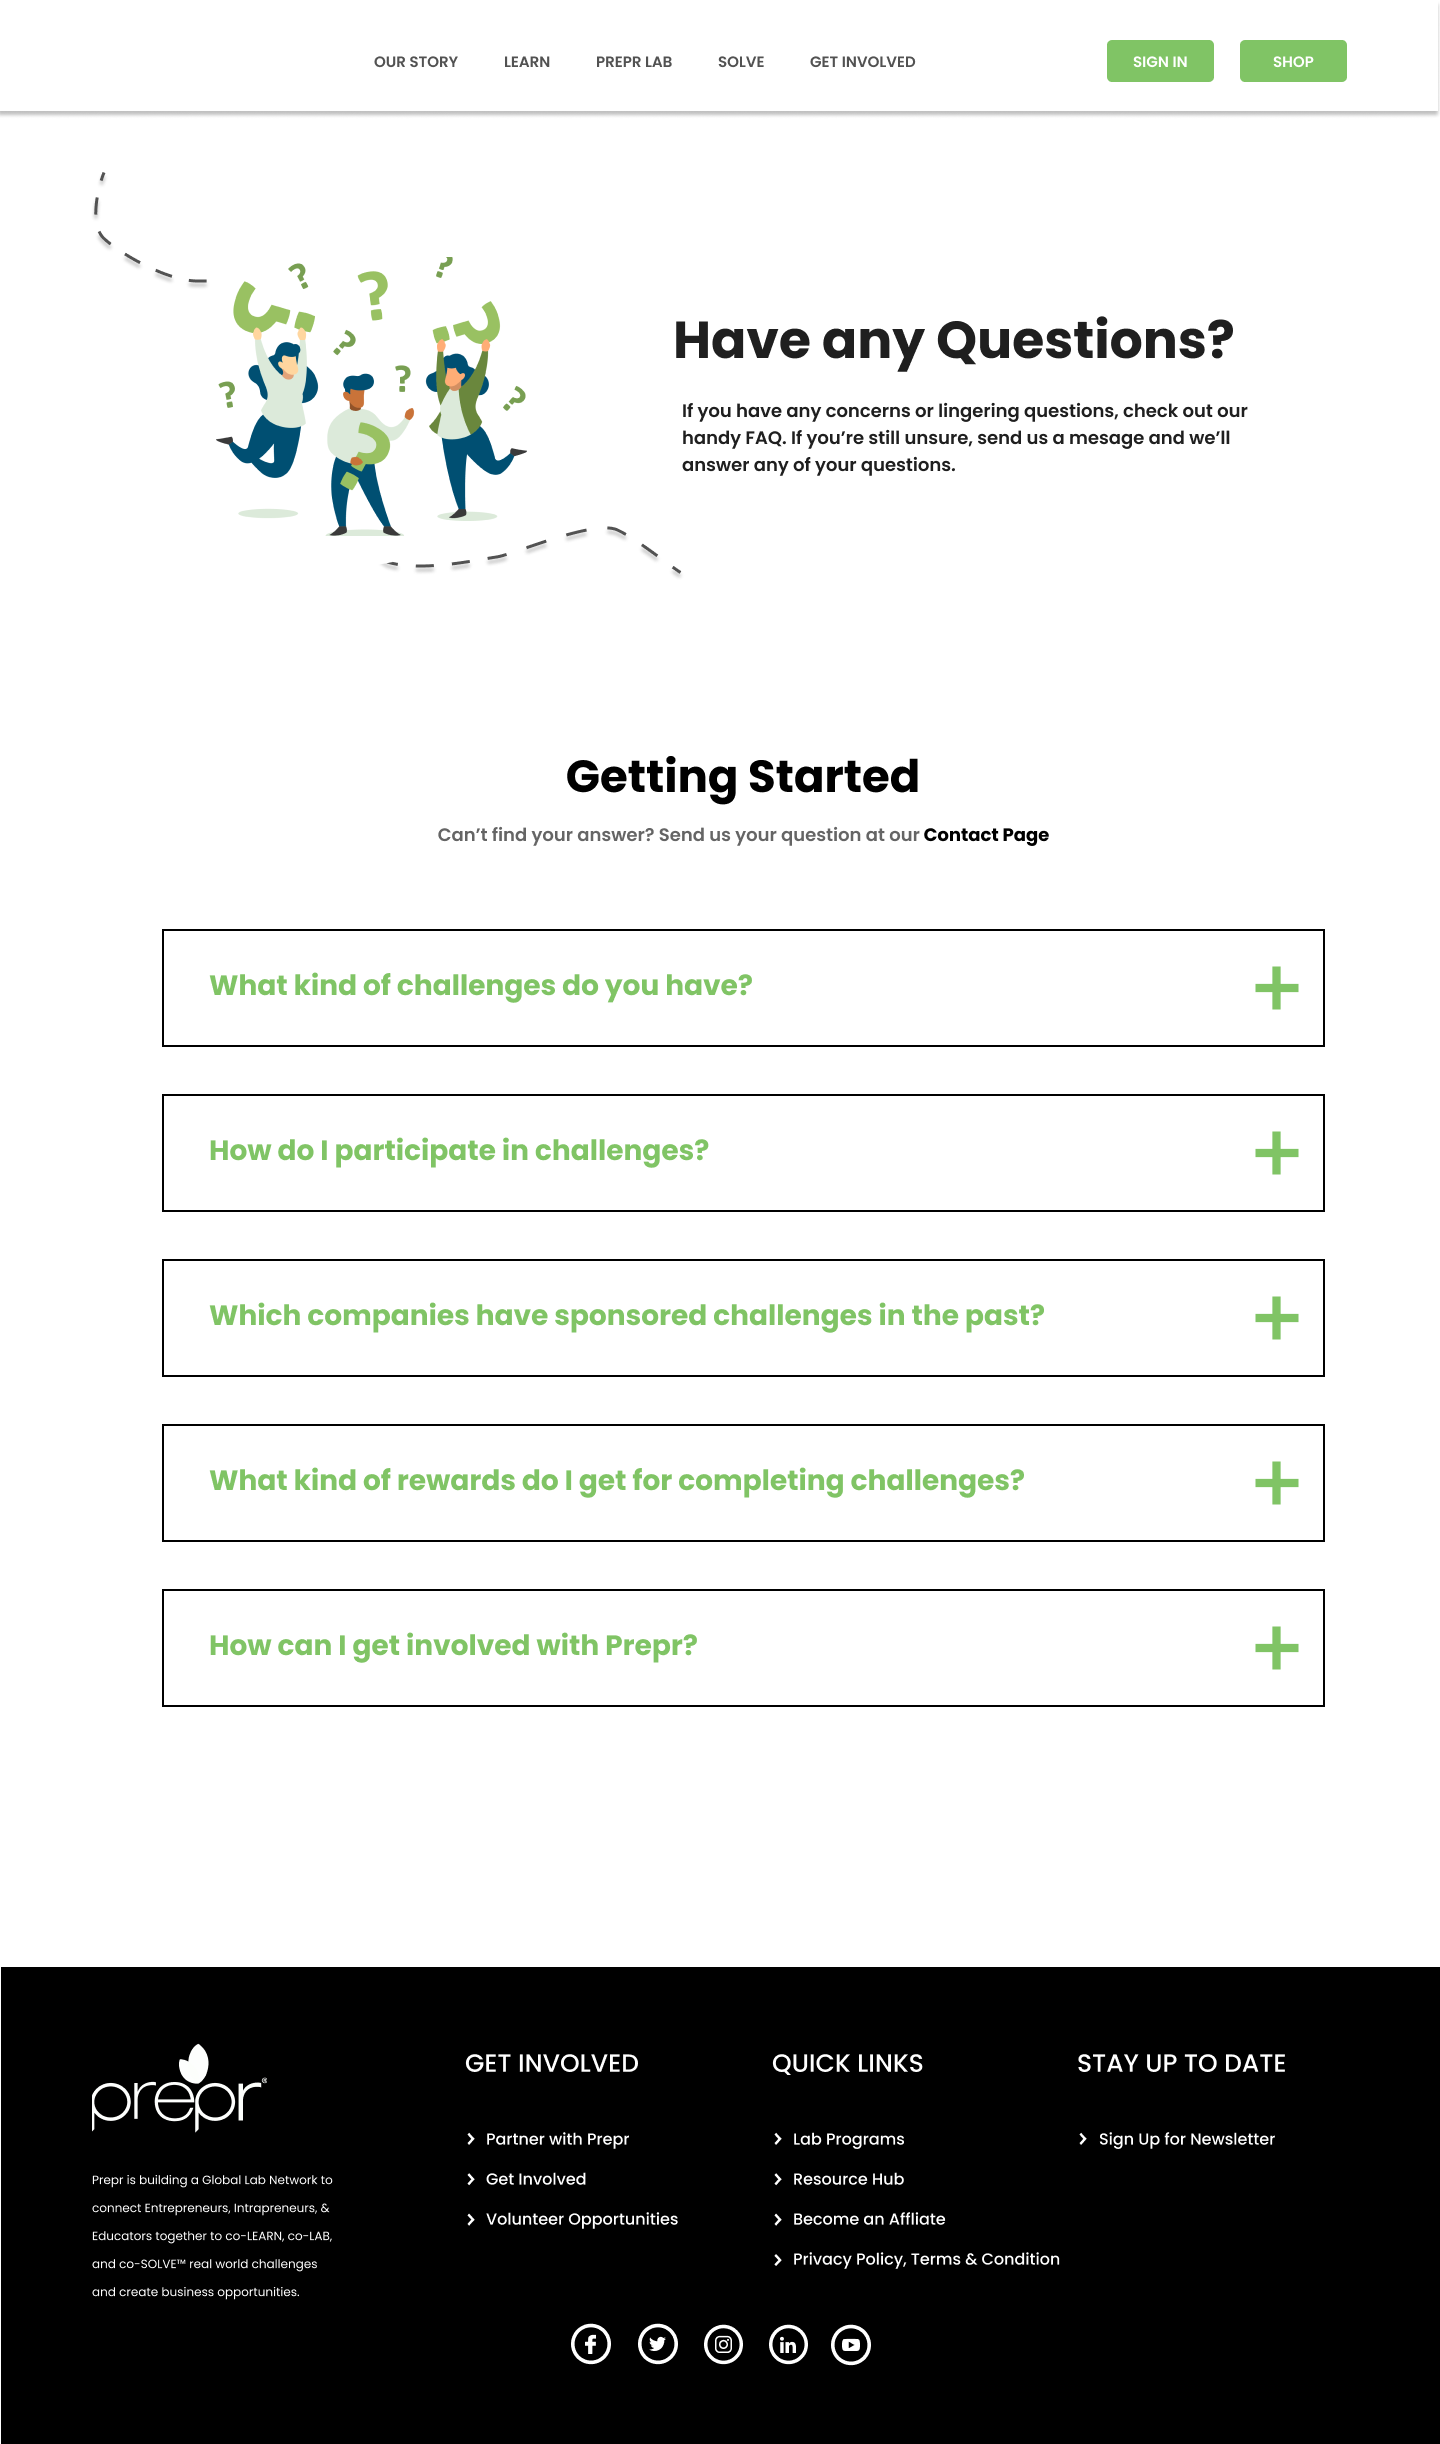 OUR STORY LEARN PREPR LAB SOLVE GET INVOLVED SIGN IN SHOP
Have any Questions?
If you have any concerns or lingering questions, check out our
handy FAQ. If you’re still unsure, send us a mesage and we’ll
answer any of your questions.
Getting Started
Can’t find your answer? Send us your question at our Contact Page
What kind of challenges do you have?
How do I participate in challenges?
Which companies have sponsored challenges in the past?
What kind of rewards do I get for completing challenges?
How can I get involved with Prepr?
prepr®
Prepr is building a Global Lab Network to
connect Entrepreneurs, Intrapreneurs, &
Educators together to co-LEARN, co-LAB,
and co-SOLVE™ real world challenges
and create business opportunities.
GET INVOLVED
Partner with Prepr
Get Involved
Volunteer Opportunities
QUICK LINKS
Lab Programs
Resource Hub
Become an Affliate
Privacy Policy, Terms & Condition
STAY UP TO DATE
Sign Up for Newsletter